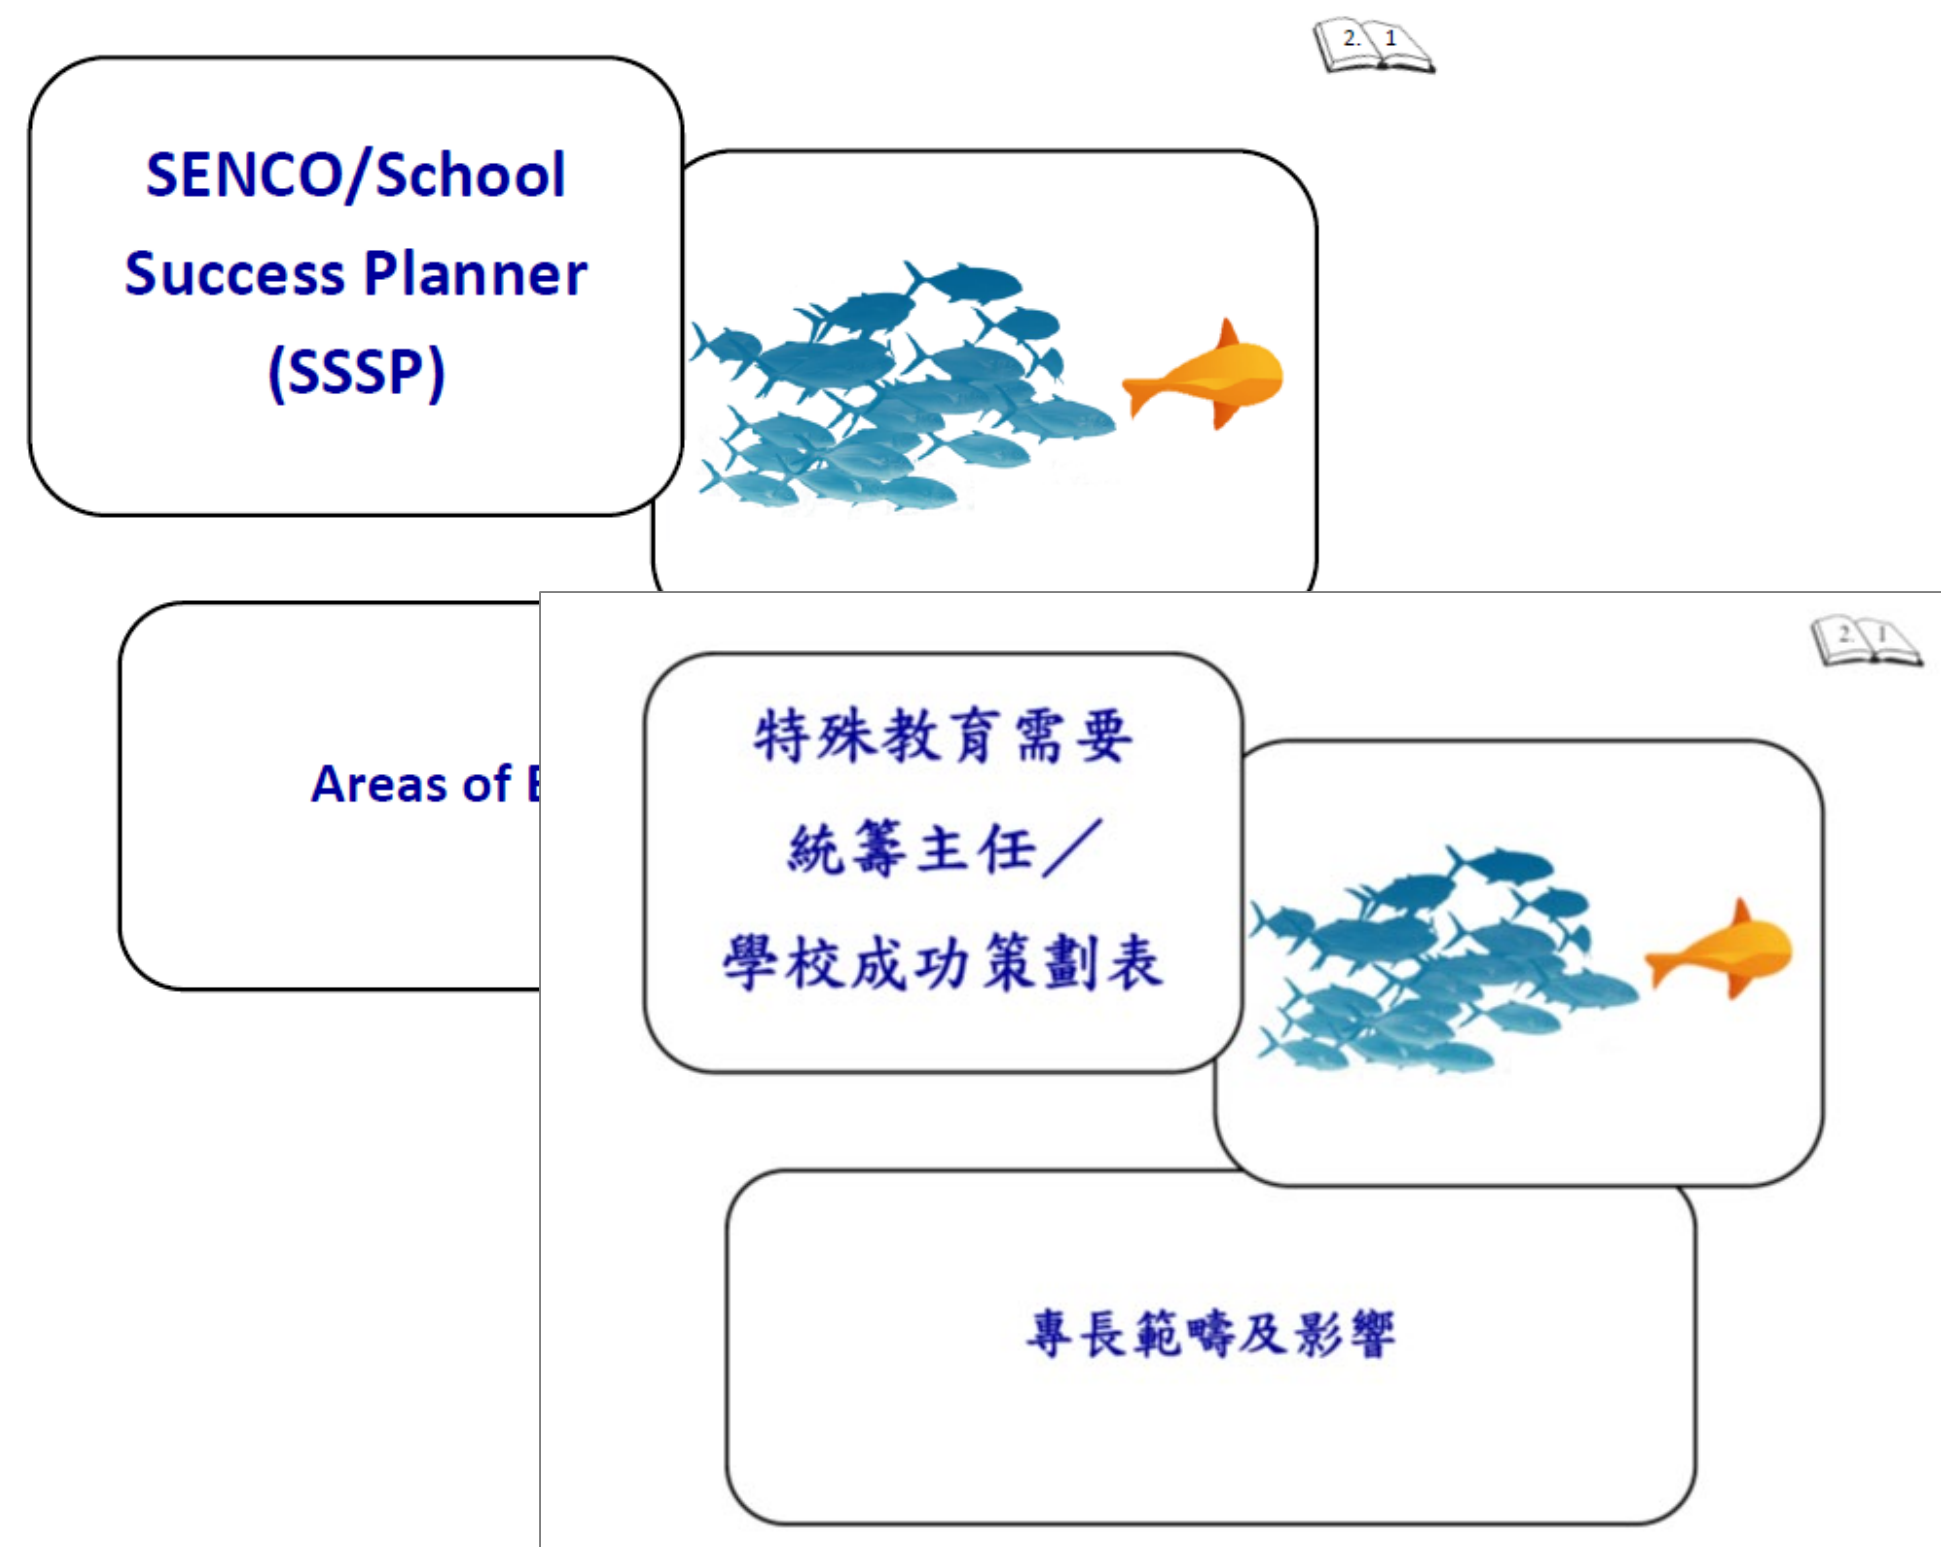 2. 1
SENCO/School
Success Planner
(SSSP)
Areas of
2. 1
特殊教育需要
統籌主任／
學校成功策劃表
專長範疇及影響